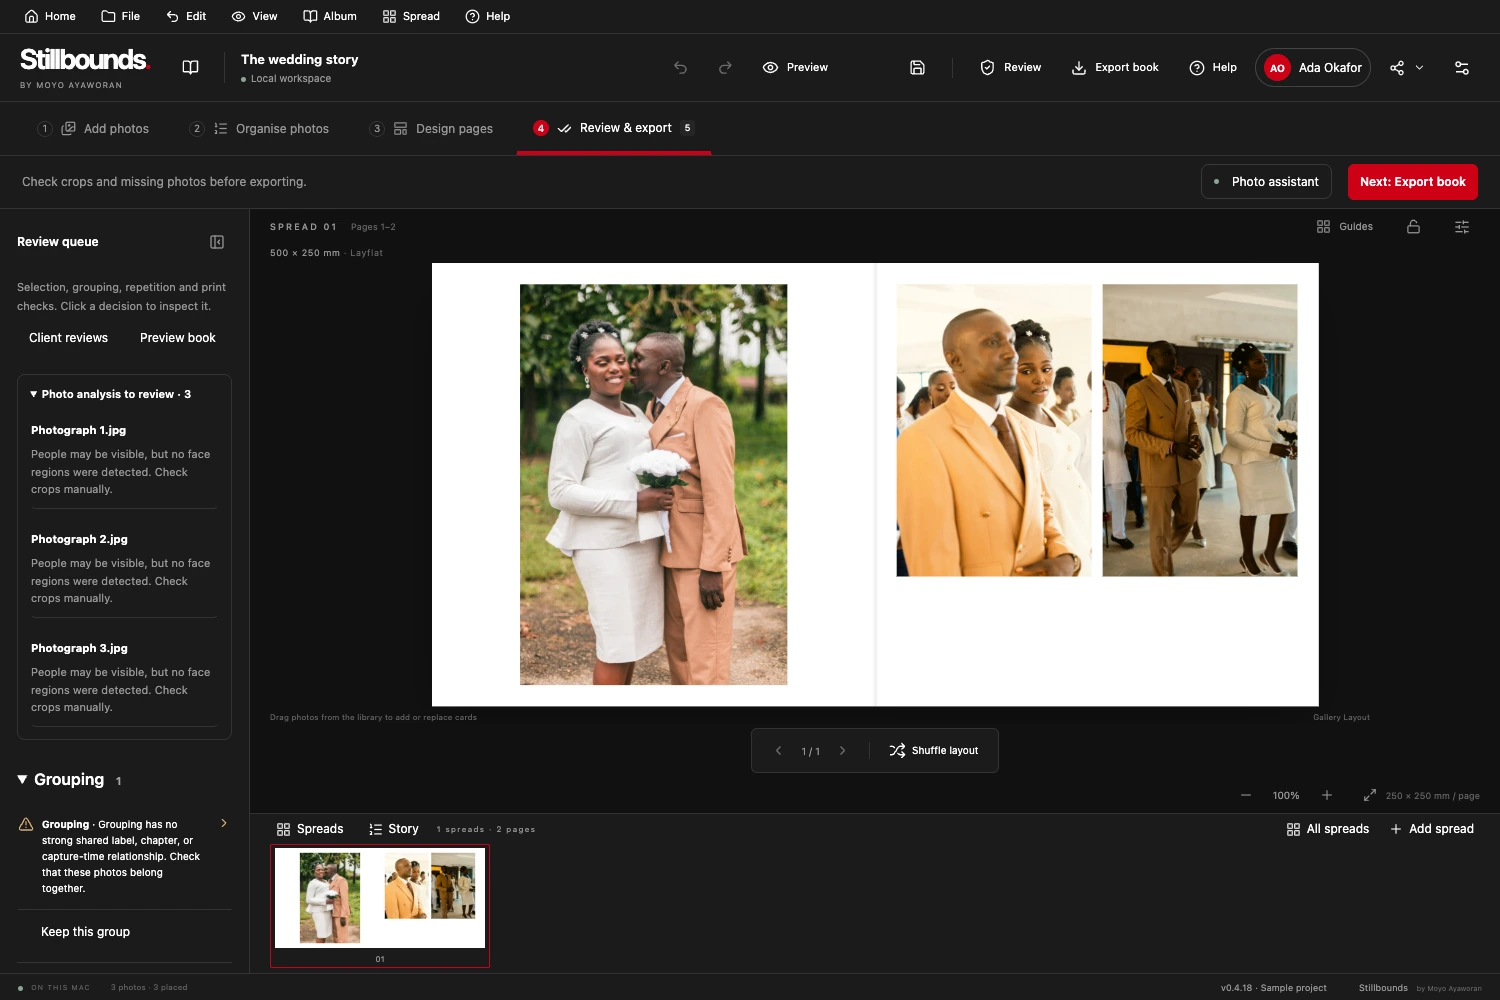 Home File Edit View Album Spread Help
Stillbounds.
BY MOYO AYAWORAN
The wedding story
Local workspace
Preview
Review
Export book
Help
AO Ada Okafor
1 Add photos
2 Organise photos
3 Design pages
4 Review & export 5
Check crops and missing photos before exporting.
Photo assistant
Next: Export book
Review queue
Selection, grouping, repetition and print
checks. Click a decision to inspect it.
Client reviews Preview book
Photo analysis to review · 3
Photograph 1.jpg
People may be visible, but no face
regions were detected. Check
crops manually.
Photograph 2.jpg
People may be visible, but no face
regions were detected. Check
crops manually.
Photograph 3.jpg
People may be visible, but no face
regions were detected. Check
crops manually.
Grouping 1
Grouping · Grouping has no
strong shared label, chapter, or
capture-time relationship. Check
that these photos belong
together.
Keep this group
SPREAD 01 Pages 1–2
Guides
500 × 250 mm · Layflat
Drag photos from the library to add or replace cards
Gallery Layout
1 / 1
Shuffle layout
100%
250 × 250 mm / page
Spreads Story 1 spreads · 2 pages
All spreads
Add spread
01
ON THIS MAC 3 photos · 3 placed
v0.4.18 · Sample project
Stillbounds by Moyo Ayaworan